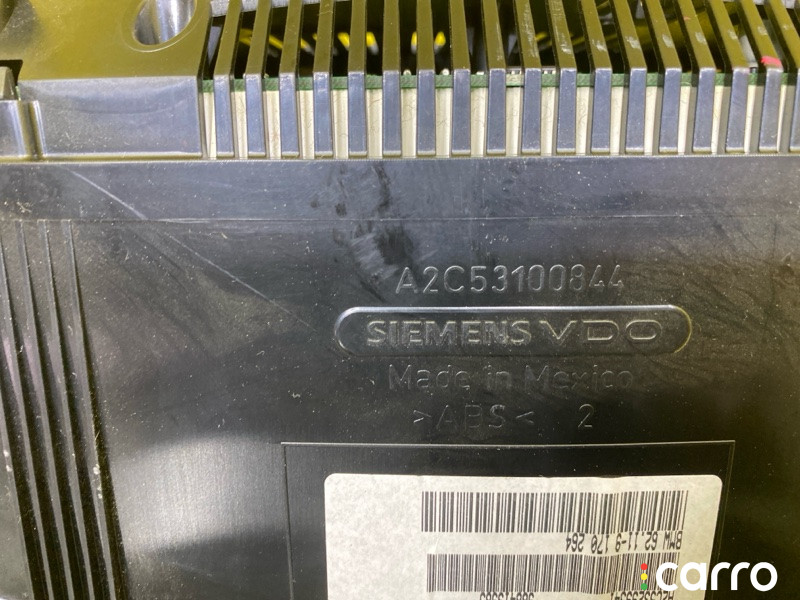 A2C53100844
SIEMENS VDO
Made in Mexico
>ABS< 2
BMW 62.11-9 170 264
carro